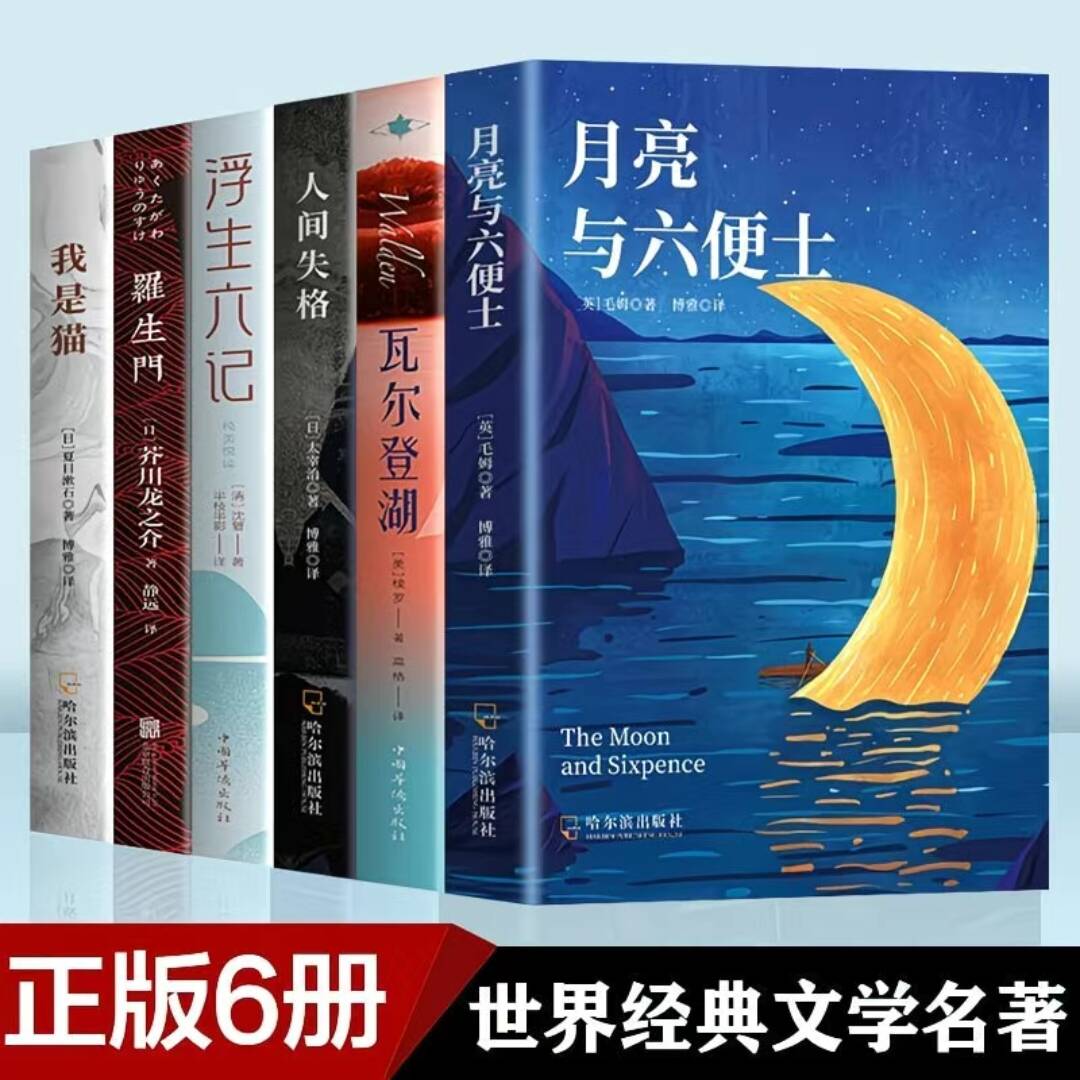 我是猫
[日]夏目漱石◎著 博雅◎译
哈尔滨出版社
あくたがわ
りゅうのすけ
羅生門
[日]芥川龙之介 著 静远 译
浮生六记
[清]沈复——著
译
中国华侨出版社
人间失格
[日]太宰治◎著 博雅◎译
哈尔滨出版社
Walden
瓦尔登湖
[美]梭罗——著
译
中国华侨出版社
月亮与六便士
[英]毛姆◎著 博雅◎译
哈尔滨出版社
月亮
与六便士
[英]毛姆◎著 博雅◎译
The Moon
and Sixpence
哈尔滨出版社
正版6册
世界经典文学名著